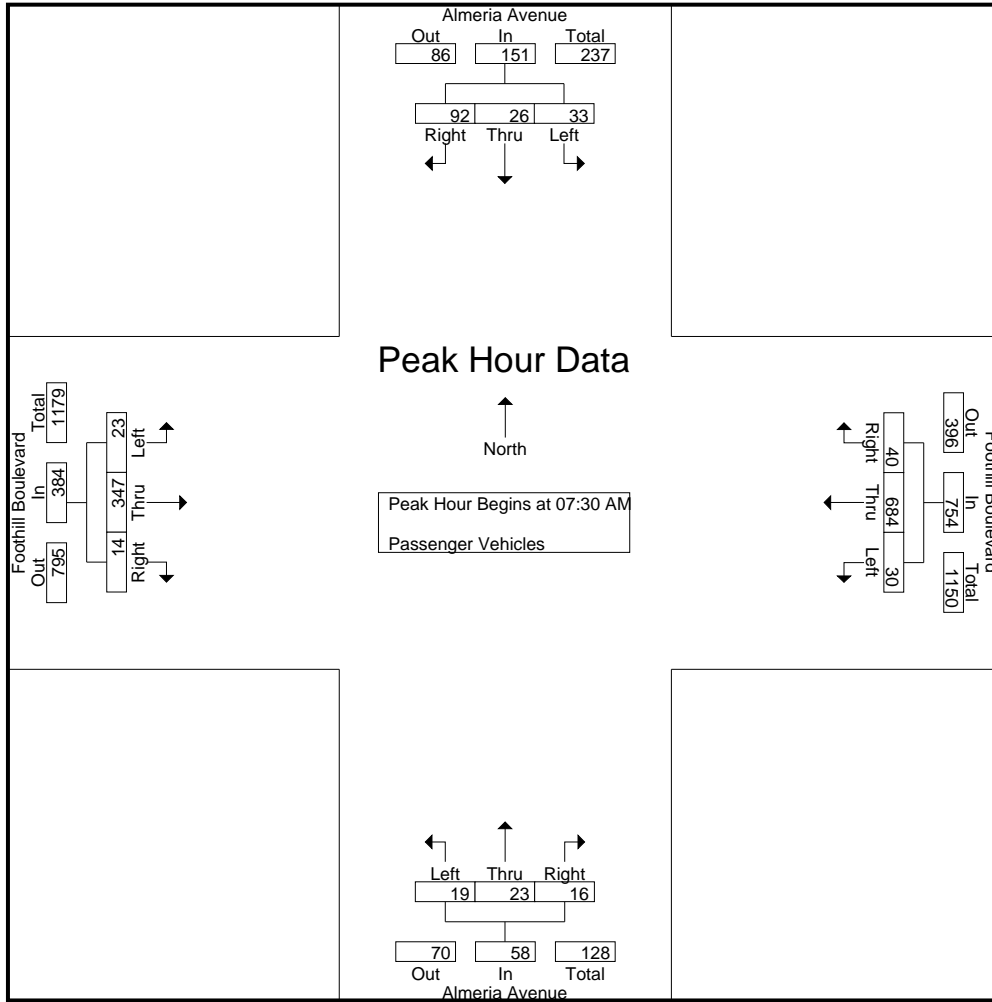 Almeria Avenue
Out In Total
86 151 237
92 26 33
Right Thru Left
Peak Hour Data
North
Peak Hour Begins at 07:30 AM
Passenger Vehicles
Foothill Boulevard
Out In Total
795 384 1179
14 347 23
Right Thru Left
Foothill Boulevard
Out In Total
396 754 1150
40 684 30
Right Thru Left
Left Thru Right
19 23 16
70 58 128
Out In Total
Almeria Avenue